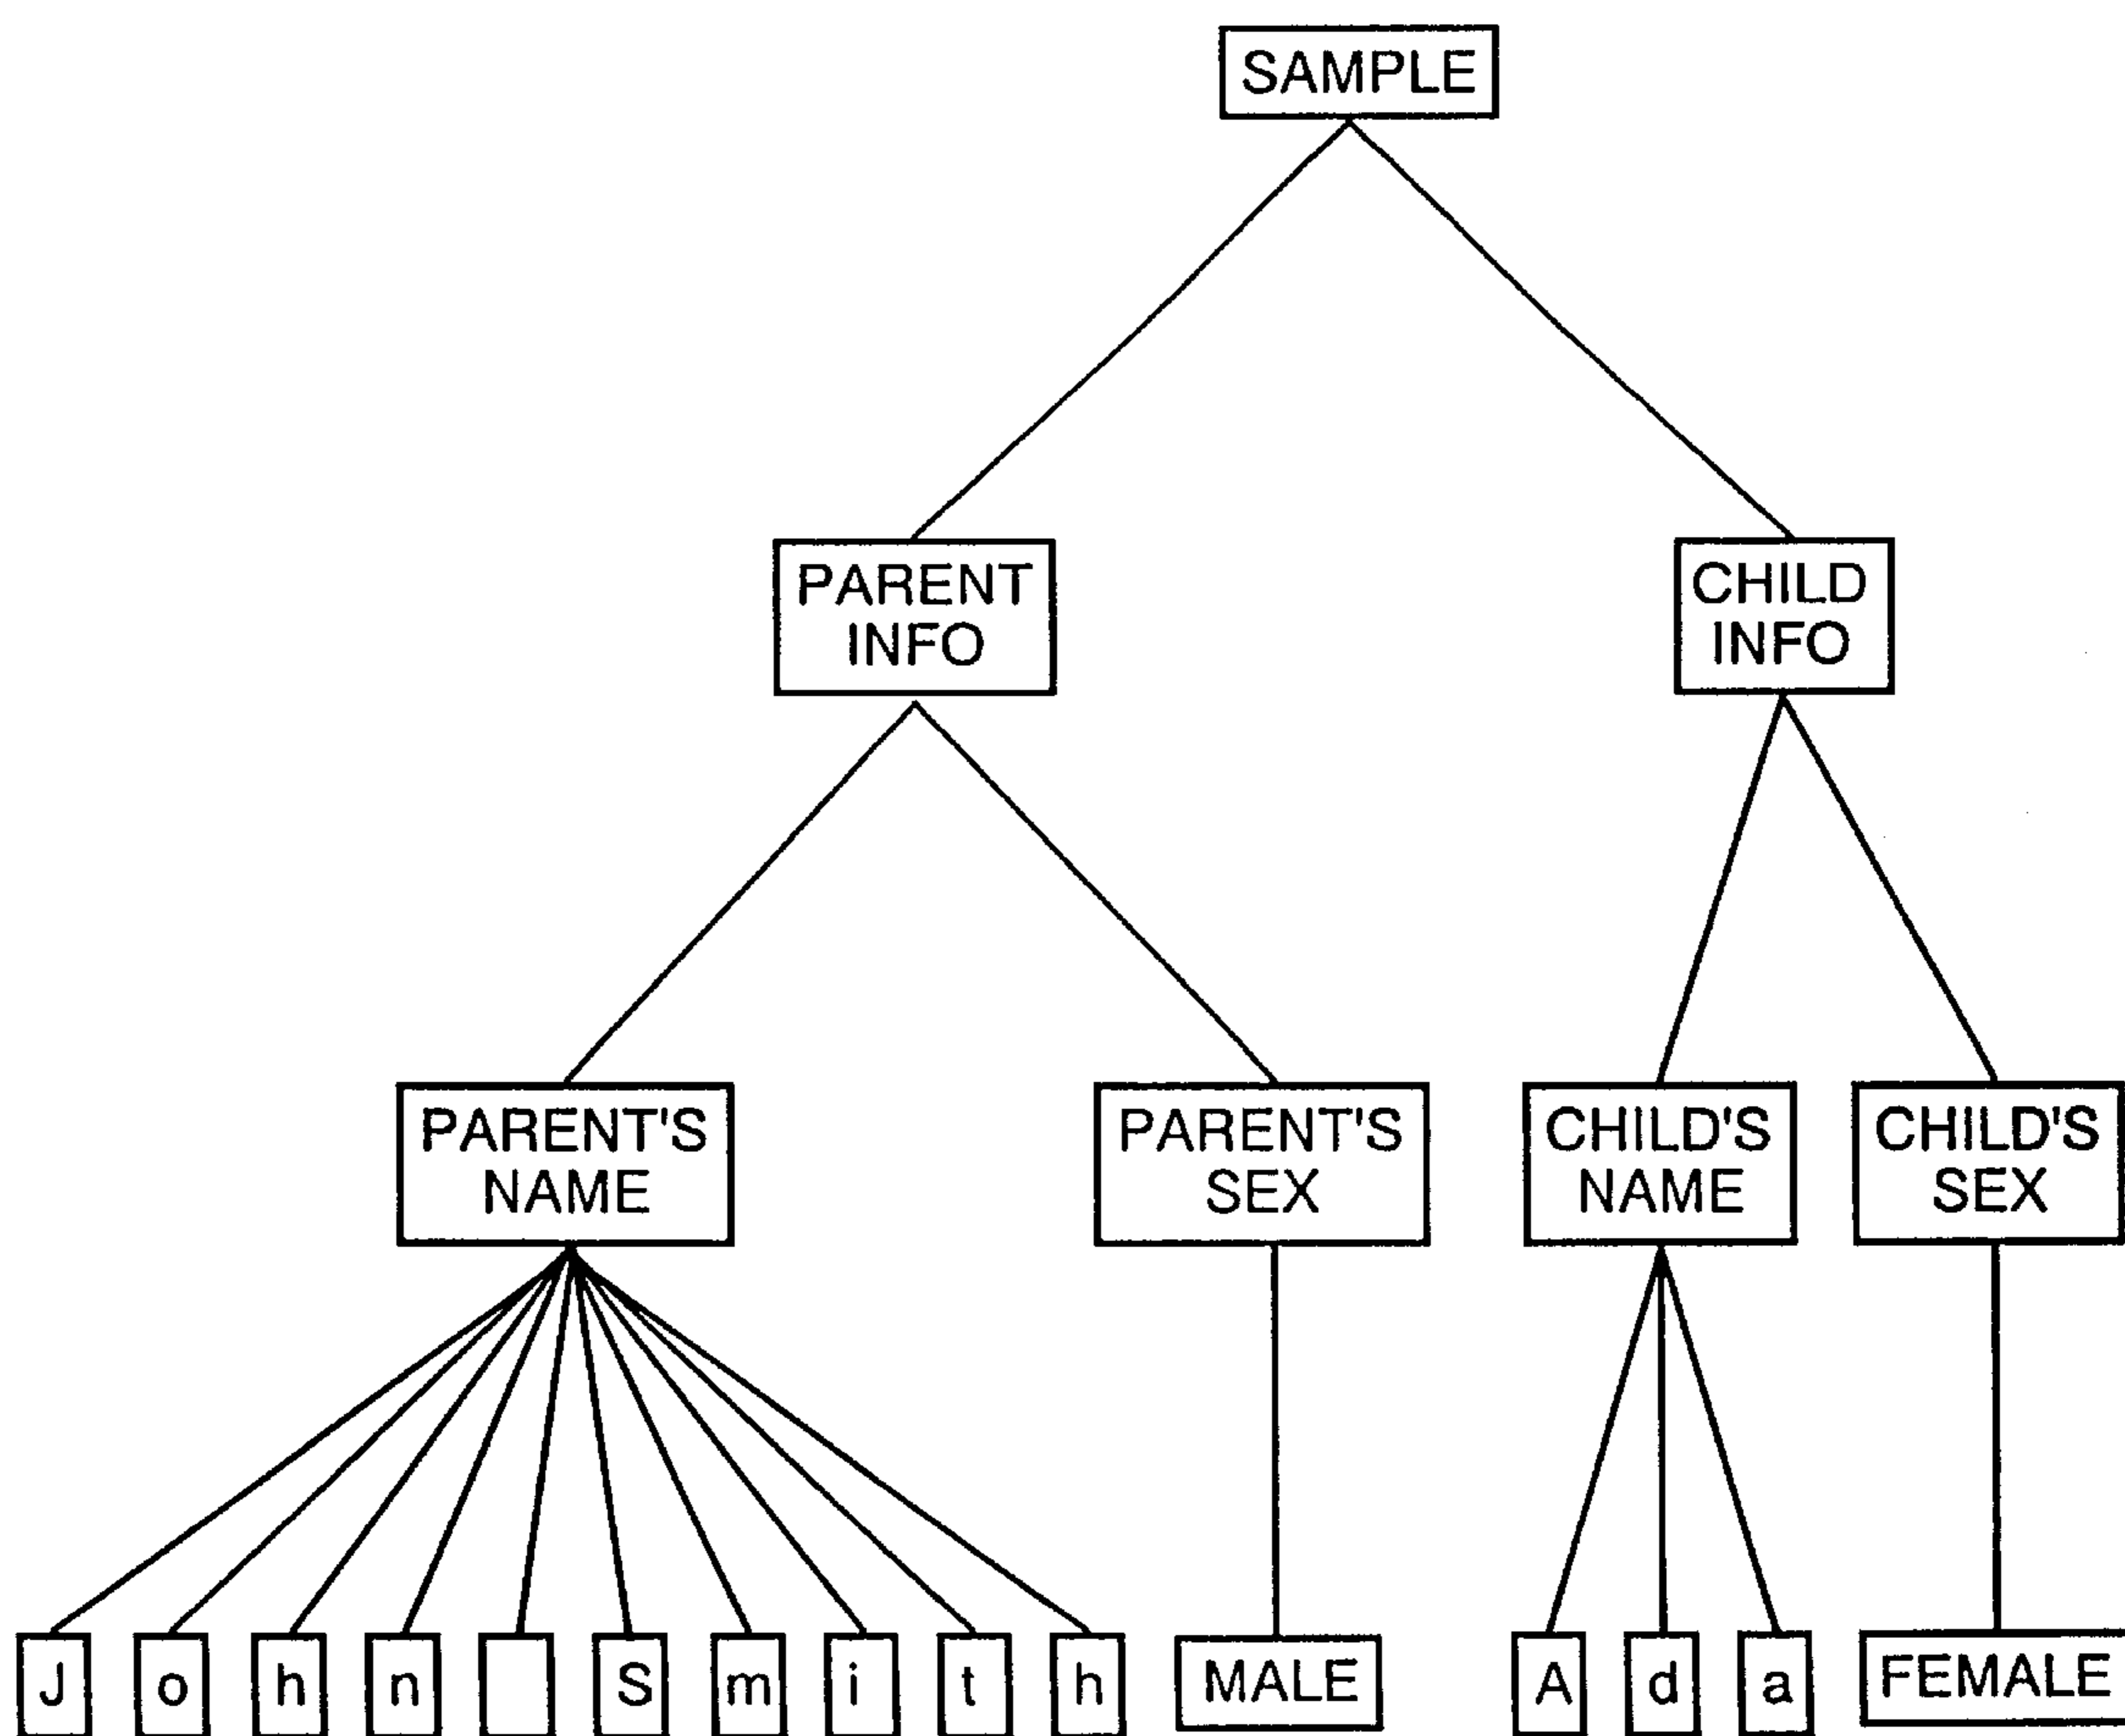 SAMPLE
PARENT
INFO
CHILD
INFO
PARENT'S
NAME
PARENT'S
SEX
CHILD'S
NAME
CHILD'S
SEX
J o h n S m i t h MALE A d a FEMALE